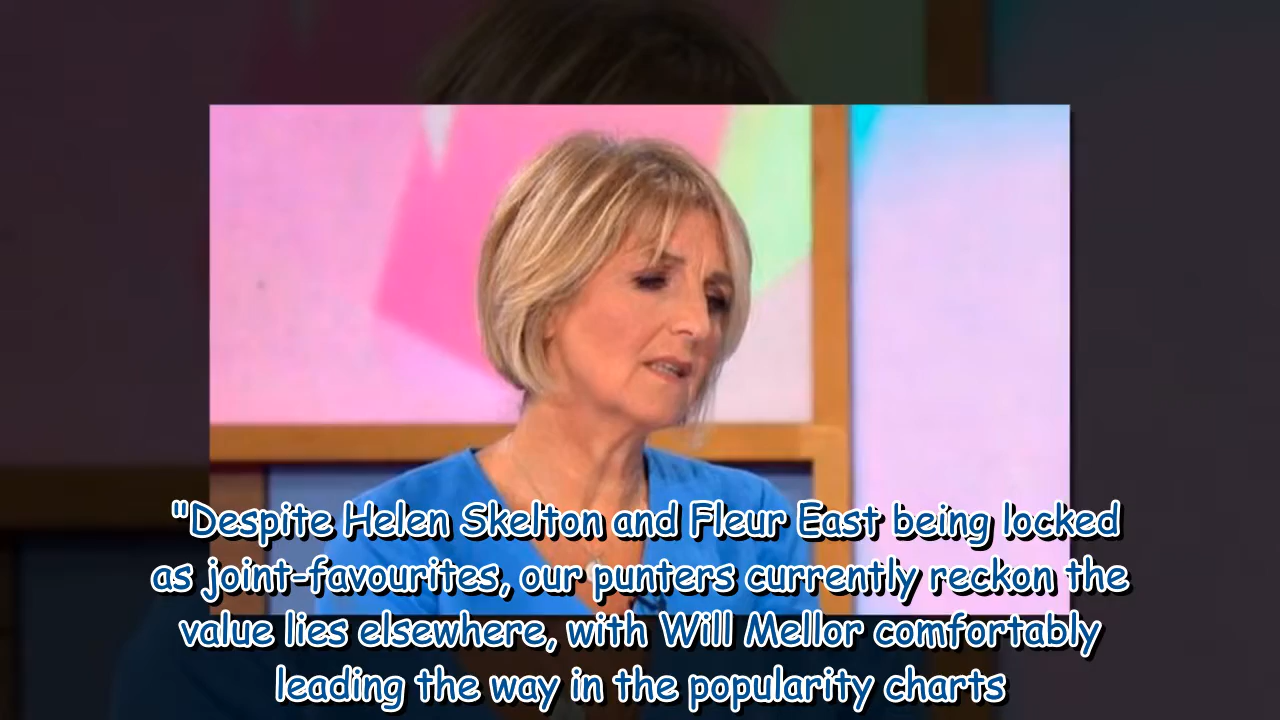 "Despite Helen Skelton and Fleur East being locked
as joint-favourites, our punters currently reckon the
value lies elsewhere, with Will Mellor comfortably
leading the way in the popularity charts